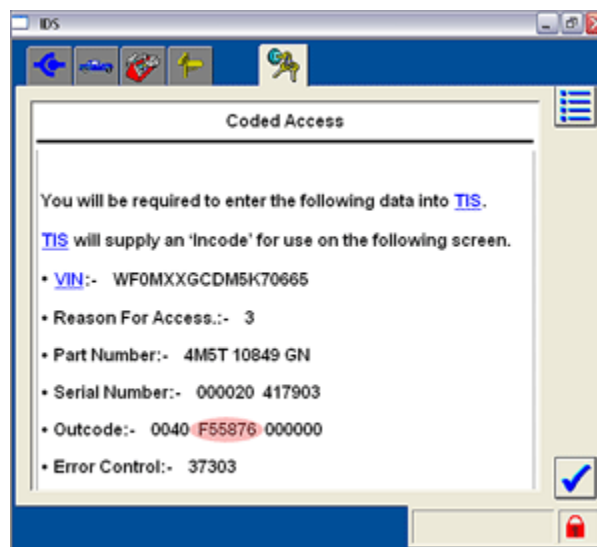 IDS
Coded Access
You will be required to enter the following data into TIS.
TIS will supply an 'Incode' for use on the following screen.
• VIN:- WF0MXXGCDM5K70665
• Reason For Access.:- 3
• Part Number:- 4M5T 10849 GN
• Serial Number:- 000020 417903
• Outcode:- 0040 F55876 000000
• Error Control:- 37303